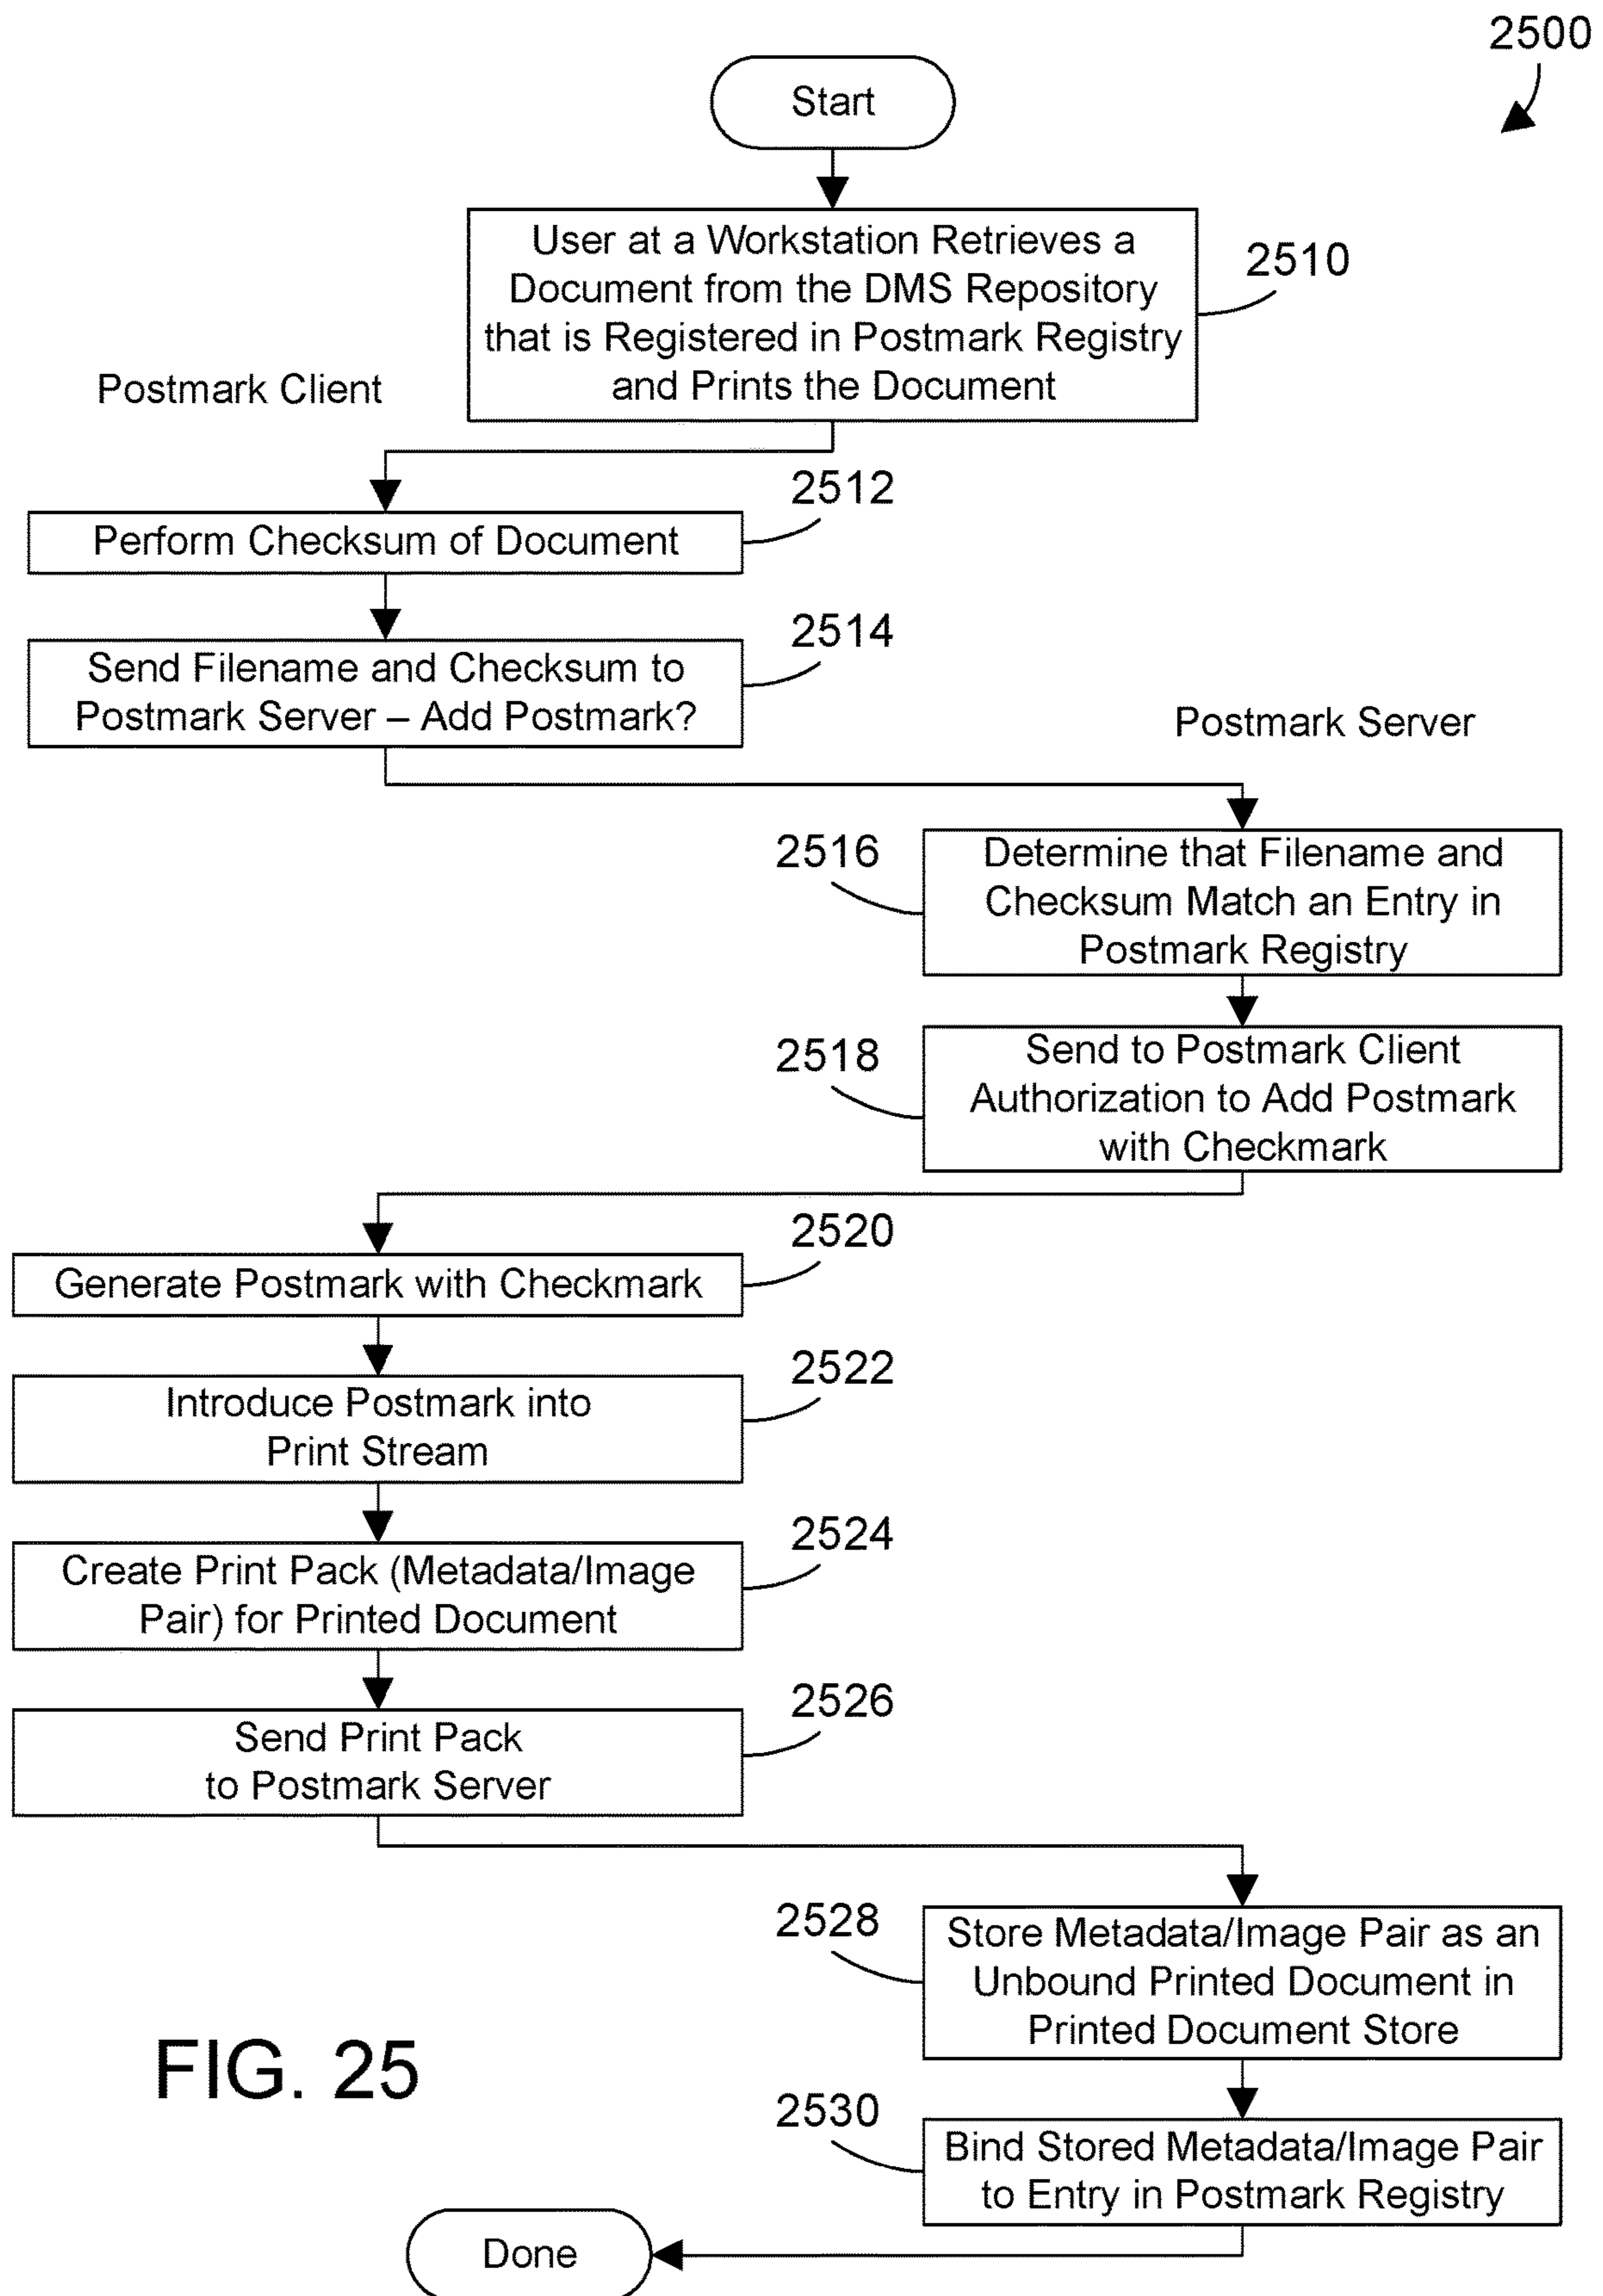 2500
Start
User at a Workstation Retrieves a
Document from the DMS Repository
that is Registered in Postmark Registry
and Prints the Document
2510
Postmark Client
2512
Perform Checksum of Document
2514
Send Filename and Checksum to
Postmark Server – Add Postmark?
Postmark Server
2516
Determine that Filename and
Checksum Match an Entry in
Postmark Registry
2518
Send to Postmark Client
Authorization to Add Postmark
with Checkmark
2520
Generate Postmark with Checkmark
2522
Introduce Postmark into
Print Stream
2524
Create Print Pack (Metadata/Image
Pair) for Printed Document
2526
Send Print Pack
to Postmark Server
2528
Store Metadata/Image Pair as an
Unbound Printed Document in
Printed Document Store
FIG. 25
2530
Bind Stored Metadata/Image Pair
to Entry in Postmark Registry
Done